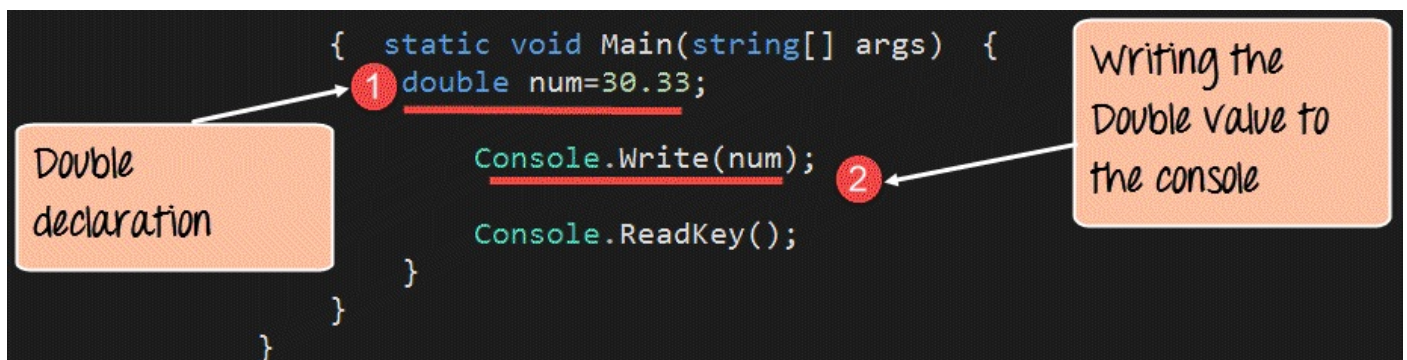 { static void Main(string[] args) {
1 double num=30.33;
Double
declaration
Console.Write(num);
2
Writing the
Double value to
the console
Console.ReadKey();
}
}
}